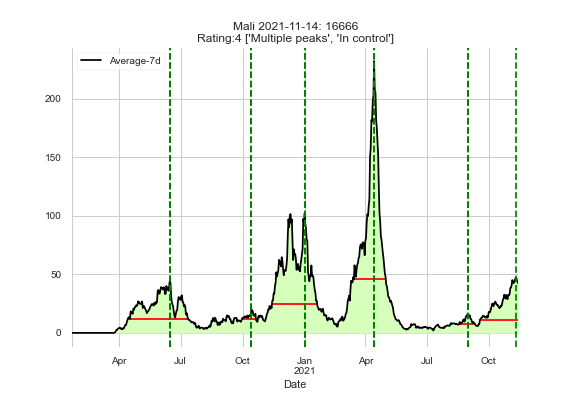 Mali 2021-11-14: 16666
Rating:4 ['Multiple peaks', 'In control']
Average-7d
200
150
100
50
0
Apr Jul Oct Jan Apr Jul Oct
2021
Date